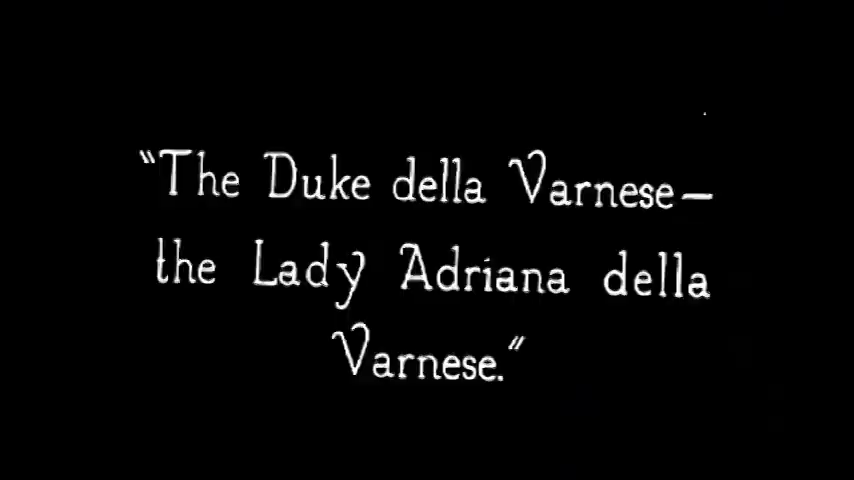 "The Duke della Varnese—
the Lady Adriana della
Varnese."